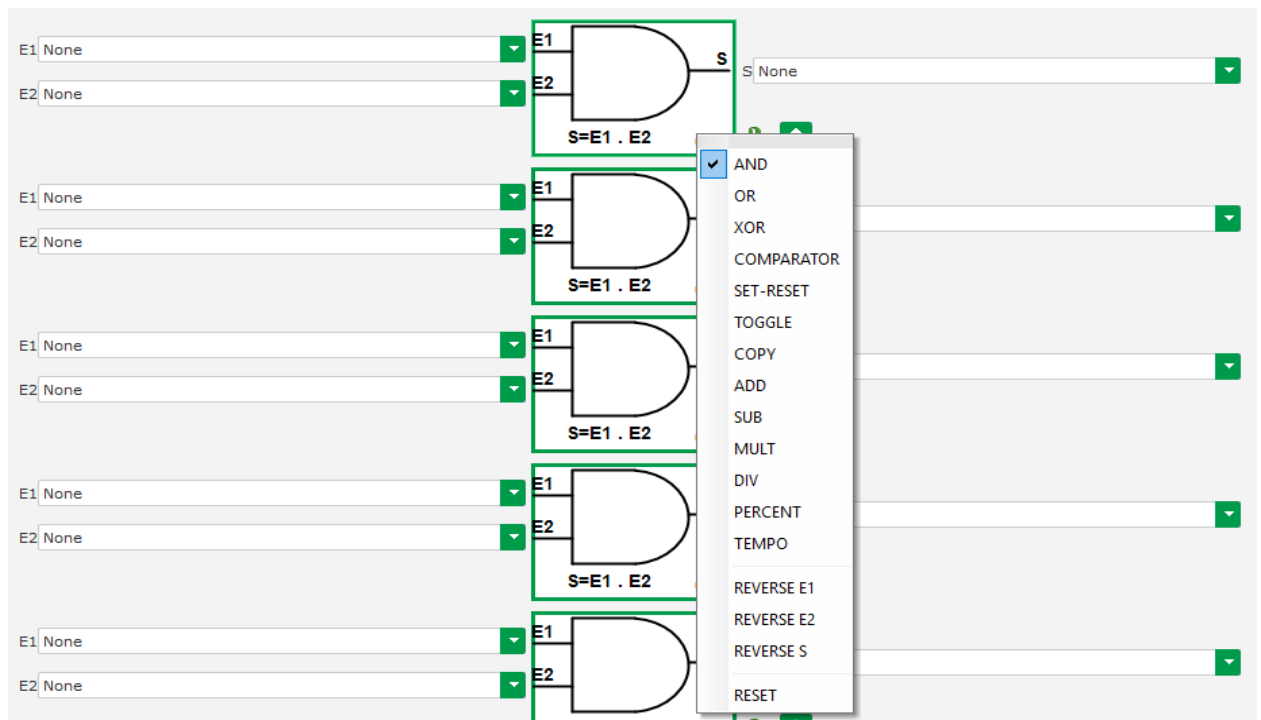 E1 None
E2 None
E1
E2
S
S=E1 . E2
S None
E1 None
E2 None
E1
E2
S=E1 . E2
E1 None
E2 None
E1
E2
S=E1 . E2
E1 None
E2 None
E1
E2
S=E1 . E2
E1 None
E2 None
E1
E2
AND
OR
XOR
COMPARATOR
SET-RESET
TOGGLE
COPY
ADD
SUB
MULT
DIV
PERCENT
TEMPO
REVERSE E1
REVERSE E2
REVERSE S
RESET